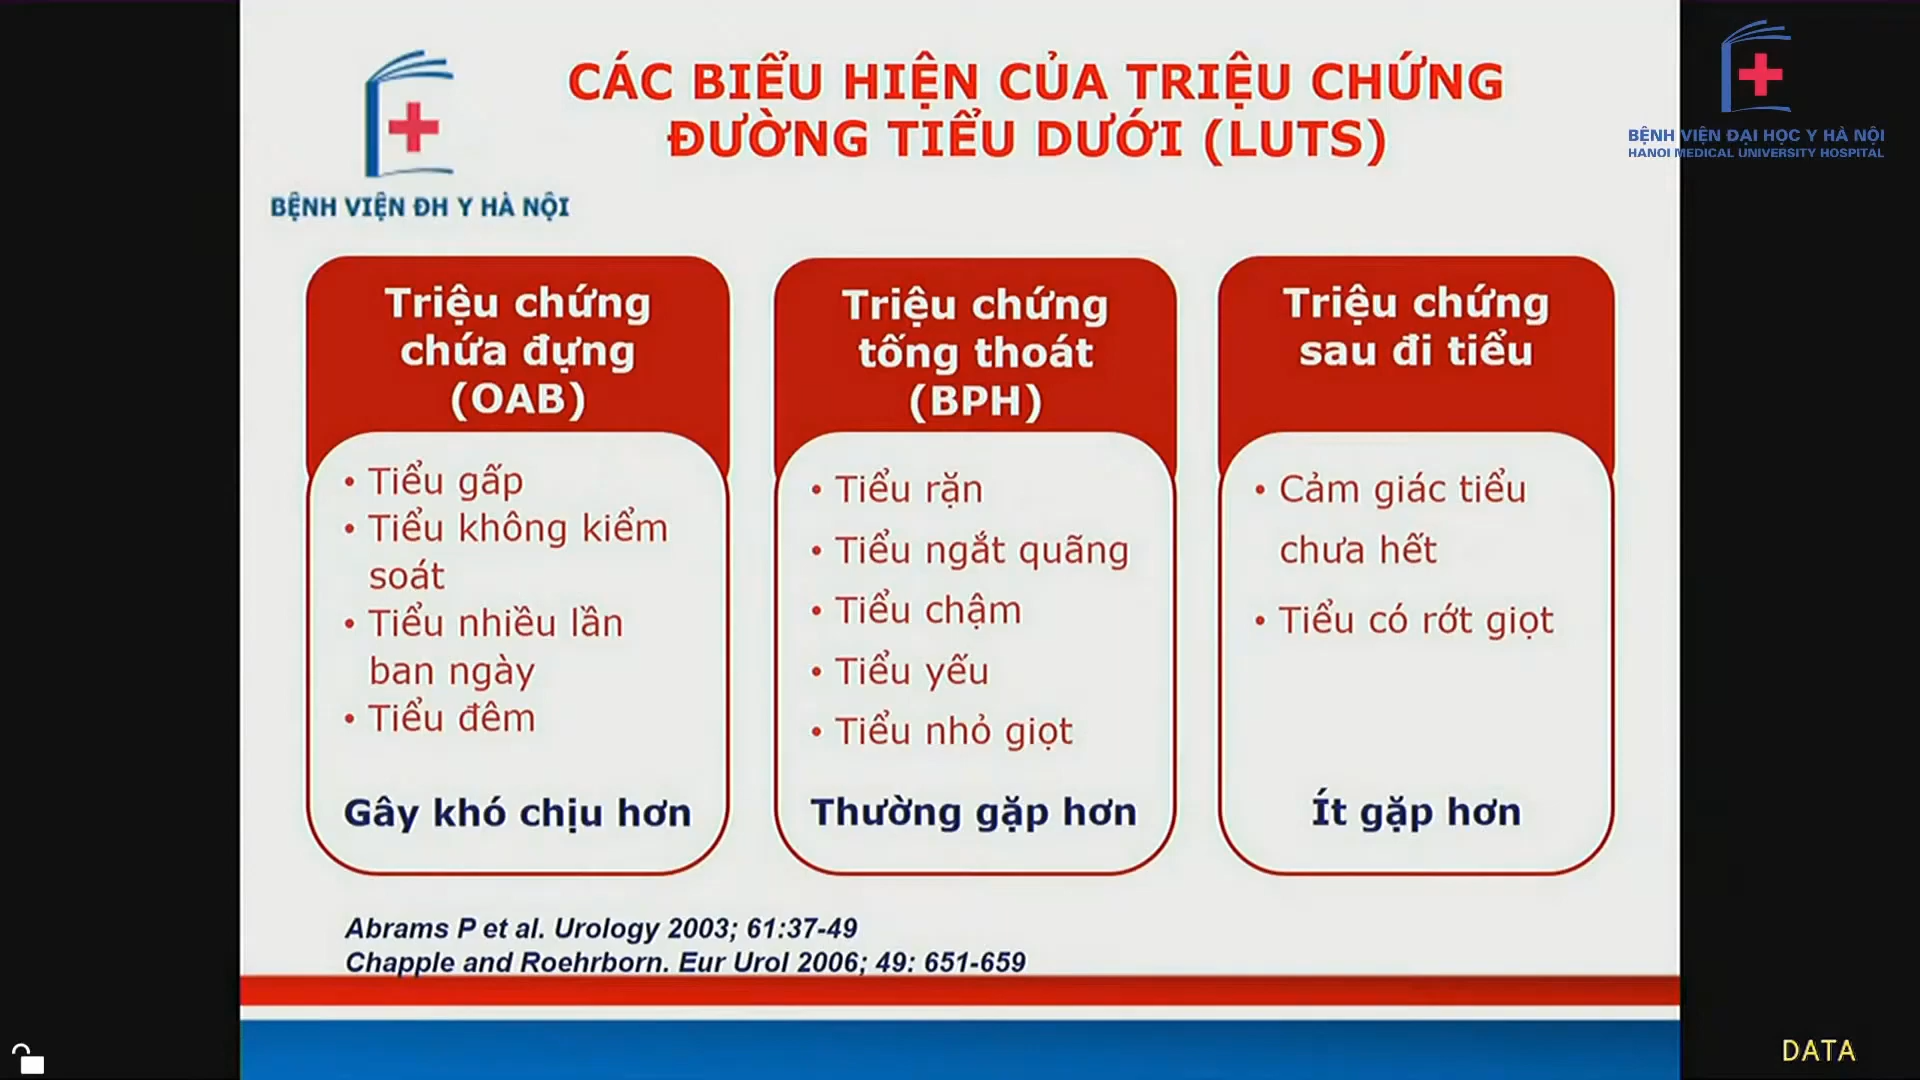 CÁC BIỂU HIỆN CỦA TRIỆU CHỨNG
ĐƯỜNG TIỂU DƯỚI (LUTS)
BỆNH VIỆN ĐH Y HÀ NỘI
BỆNH VIỆN ĐẠI HỌC Y HÀ NỘI
HANOI MEDICAL UNIVERSITY HOSPITAL
Triệu chứng
chứa đựng
(OAB)
• Tiểu gấp
• Tiểu không kiểm
soát
• Tiểu nhiều lần
ban ngày
• Tiểu đêm
Gây khó chịu hơn
Triệu chứng
tống thoát
(BPH)
• Tiểu rặn
• Tiểu ngắt quãng
• Tiểu chậm
• Tiểu yếu
• Tiểu nhỏ giọt
Thường gặp hơn
Triệu chứng
sau đi tiểu
• Cảm giác tiểu
chưa hết
• Tiểu có rớt giọt
Ít gặp hơn
Abrams P et al. Urology 2003; 61:37-49
Chapple and Roehrborn. Eur Urol 2006; 49: 651-659
DATA